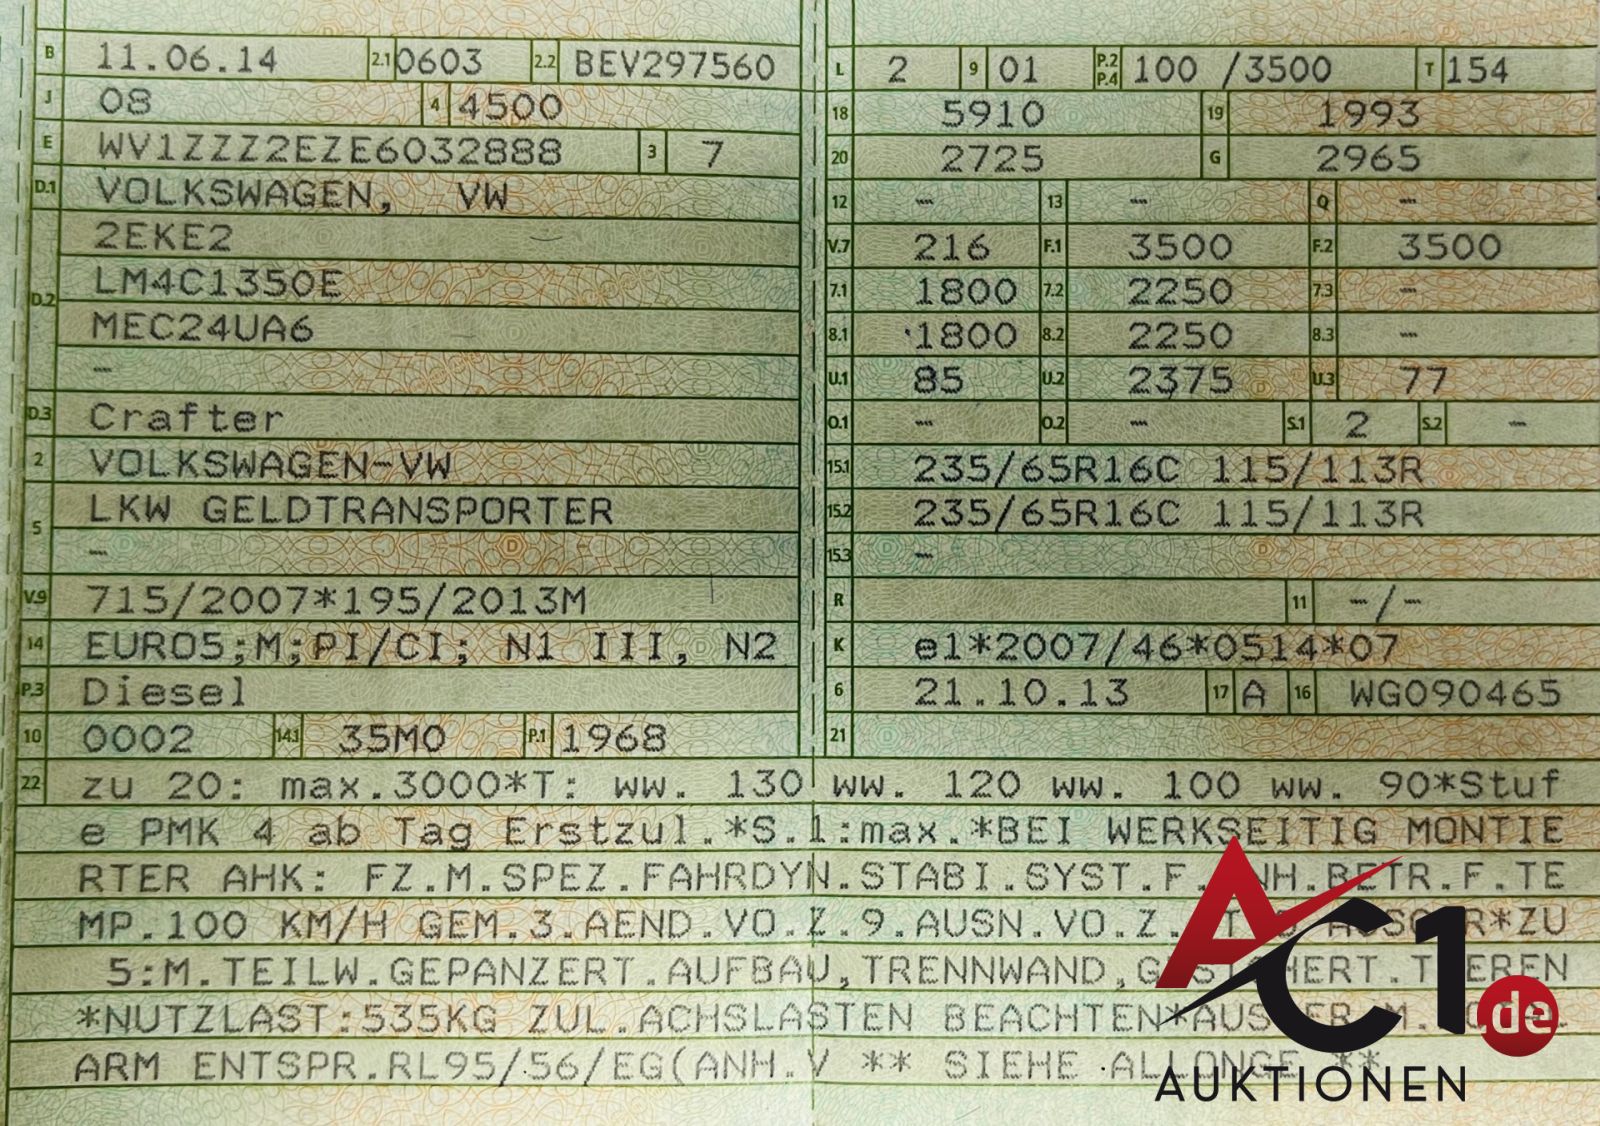 B 11.06.14 2.1 0603 2.2 BEV297560
J 08 4 4500
E WV1ZZZ2EZE6032888 3 7
D.1 VOLKSWAGEN, VW
2EKE2
D.2 LM4C1350E
MEC24UA6
–
D.3 Crafter
2 VOLKSWAGEN-VW
5 LKW GELDTRANSPORTER
–
V.9 715/2007*195/2013M
14 EURO5;M;PI/CI; N1 III, N2
P.3 Diesel
10 0002 14.1 35M0 P.1 1968
L 2 9 01 P.2 P.4 100 /3500 T 154
18 5910 19 1993
20 2725 G 2965
12 – 13 – Q –
V.7 216 F.1 3500 F.2 3500
7.1 1800 7.2 2250 7.3 –
8.1 1800 8.2 2250 8.3 –
U.1 85 U.2 2375 U.3 77
O.1 – O.2 – S.1 2 S.2 –
15.1 235/65R16C 115/113R
15.2 235/65R16C 115/113R
15.3 –
R 11 –/–
K e1*2007/46*0514*07
6 21.10.13 17 A 16 WG090465
21
22 zu 20: max.3000*T: ww. 130 ww. 120 ww. 100 ww. 90*Stuf
e PMK 4 ab Tag Erstzul.*S.1:max.*BEI WERKSEITIG MONTIE
RTER AHK: FZ.M.SPEZ.FAHRDYN.STABI.SYST.F. BETR.F.TE
MP.100 KM/H GEM.3.AEND.VO.Z.9.AUSN.VO.Z. *ZU
5:M.TEILW.GEPANZERT.AUFBAU,TRENNWAND,
*NUTZLAST:535KG ZUL.ACHSLASTEN BEACHTEN*
ARM ENTSPR.RL95/56/EG(ANH.V ** SIEHE ALLONGE **
AC1.de
AUKTIONEN